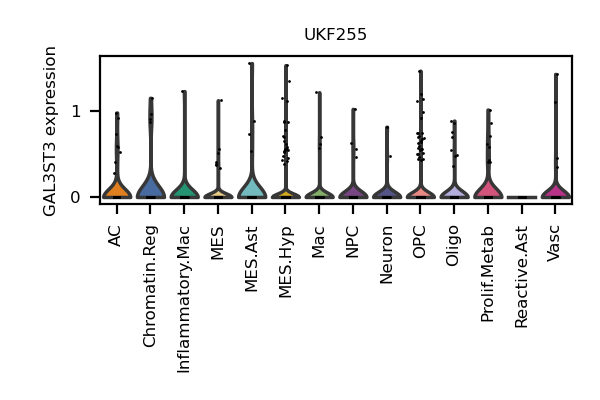 UKF255
GAL3ST3 expression
1
0
AC
Chromatin.Reg
Inflammatory.Mac
MES
MES.Ast
MES.Hyp
Mac
NPC
Neuron
OPC
Oligo
Prolif.Metab
Reactive.Ast
Vasc